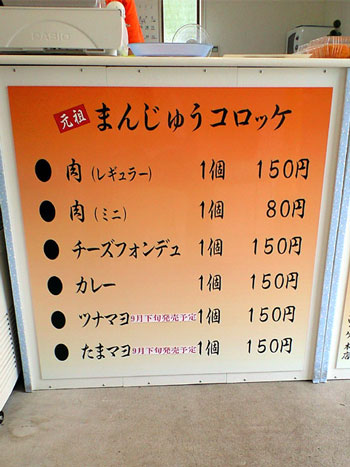 CASIO
元祖 まんじゅうコロッケ
肉(レギュラー) 1個 150円
肉(ミニ) 1個 80円
チーズフォンデュ 1個 150円
カレー 1個 150円
ツナマヨ 9月下旬発売予定 1個 150円
たまマヨ 9月下旬発売予定 1個 150円
本店